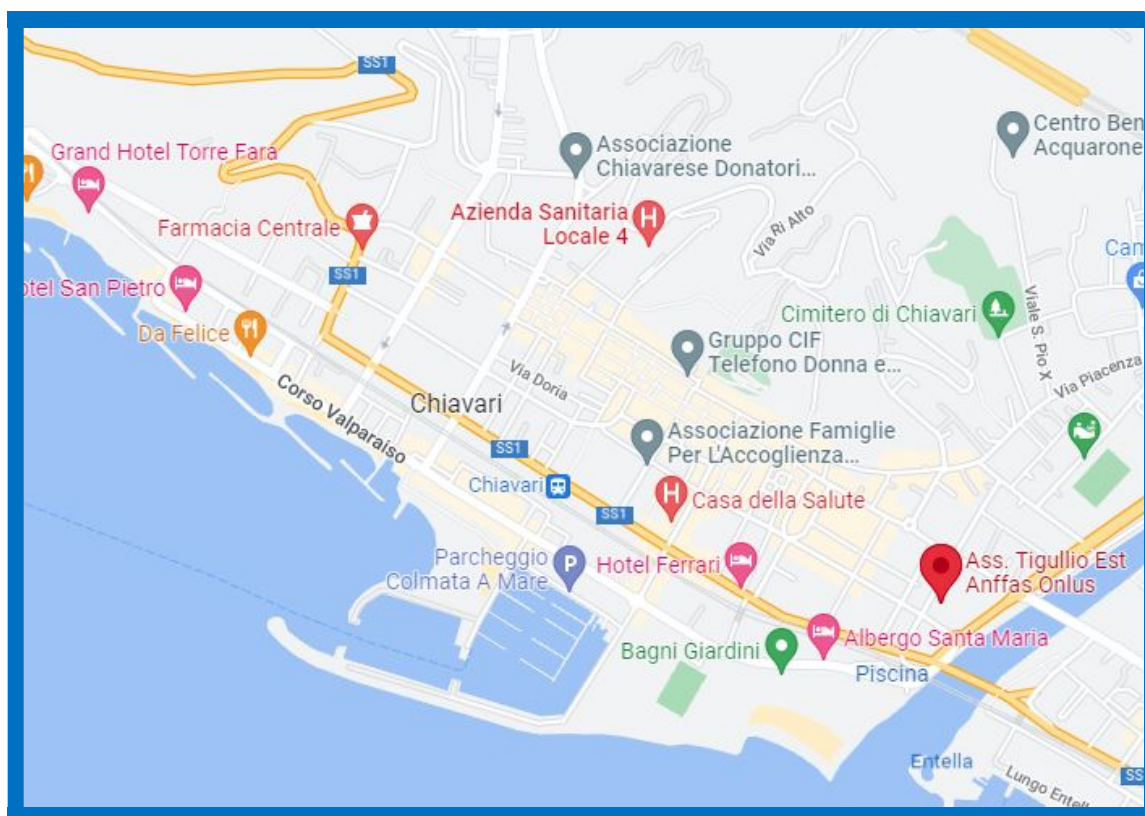 SS1
Centro Ben
Acquarone
Associazione
Chiavarese Donatori...
Grand Hotel Torre Fara
Azienda Sanitaria
Locale 4
H
Via Ri Alto
Farmacia Centrale
Can
SS1
otel San Pietro
Viale S. Pio X
Cimitero di Chiavari
Da Felice
Gruppo CIF
Telefono Donna e...
Via Doria
Via Piacenza
Corso Valparaiso
Chiavari
Associazione Famiglie
Per L'Accoglienza...
SS1
Chiavari
H
Casa della Salute
SS1
Parcheggio
Colmata A Mare
P
Hotel Ferrari
Ass. Tigullio Est
Anffas Onlus
Bagni Giardini
Albergo Santa Maria
Piscina
Entella
Lungo Entell
SS